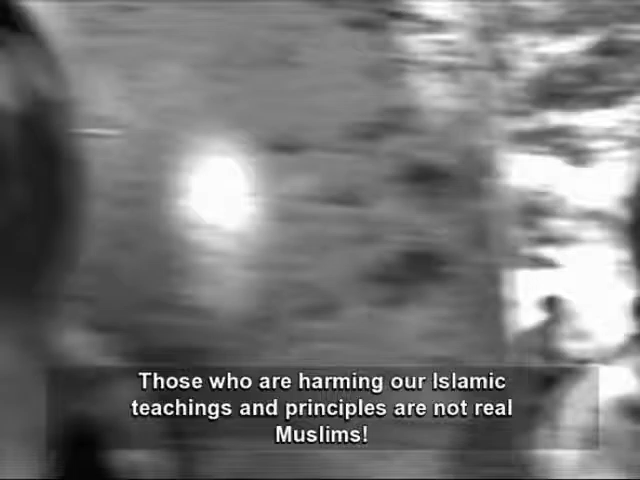 Those who are harming our Islamic
teachings and principles are not real
Muslims!